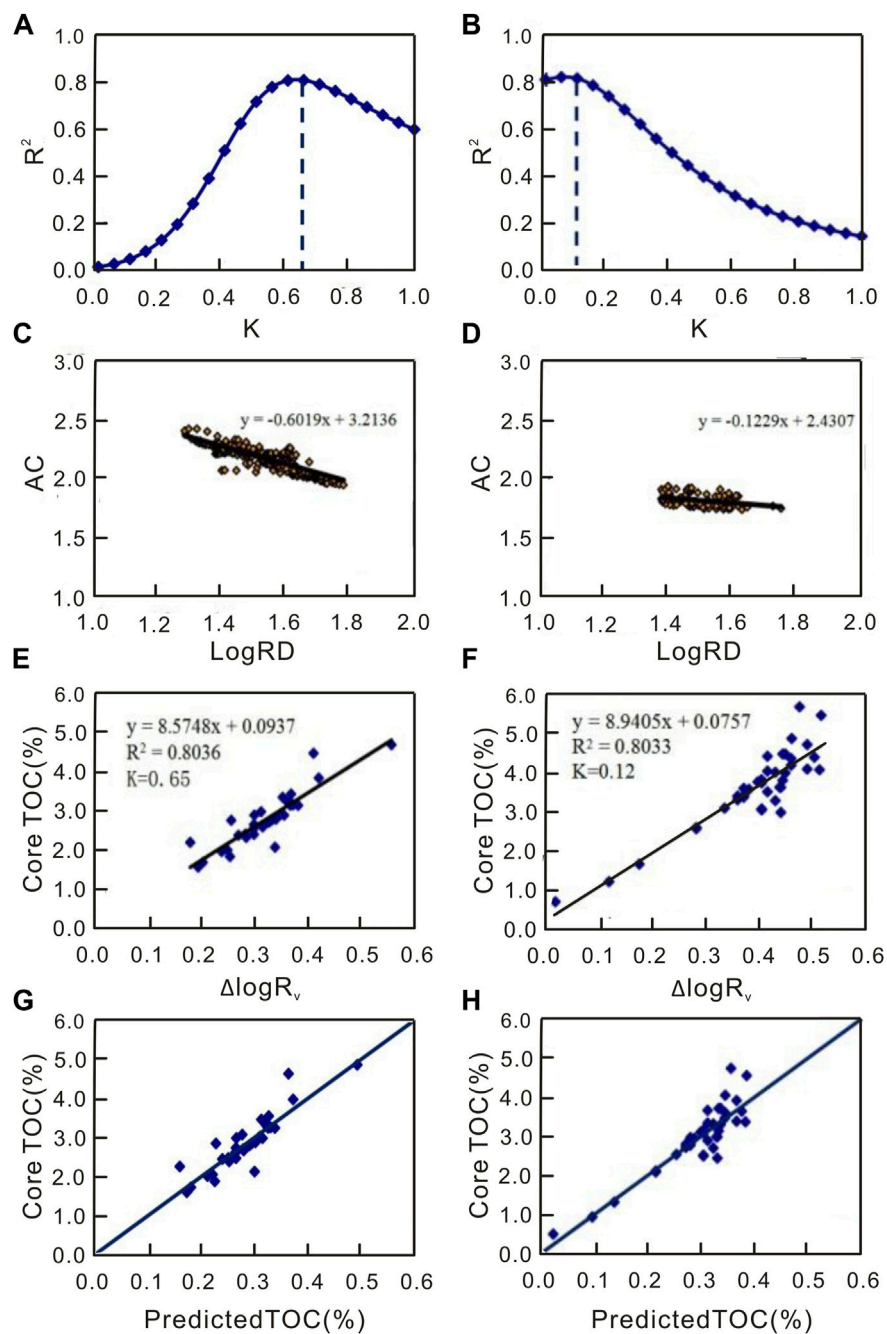 A
1.0
0.8
0.6
0.4
0.2
0.0
R²
0.0 0.2 0.4 0.6 0.8 1.0
K
B
1.0
0.8
0.6
0.4
0.2
0.0
R²
0.0 0.2 0.4 0.6 0.8 1.0
K
C
3.0
2.5
2.0
1.5
1.0
AC
y = -0.6019x + 3.2136
1.0 1.2 1.4 1.6 1.8 2.0
LogRD
D
3.0
2.5
2.0
1.5
1.0
AC
y = -0.1229x + 2.4307
1.0 1.2 1.4 1.6 1.8 2.0
LogRD
E
6.0
5.0
4.0
3.0
2.0
1.0
0.0
Core TOC(%)
y = 8.5748x + 0.0937
R² = 0.8036
K=0.65
0.0 0.1 0.2 0.3 0.4 0.5 0.6
ΔlogRᵥ
F
6.0
5.0
4.0
3.0
2.0
1.0
0.0
Core TOC(%)
y = 8.9405x + 0.0757
R² = 0.8033
K=0.12
0.0 0.1 0.2 0.3 0.4 0.5 0.6
ΔlogRᵥ
G
6.0
5.0
4.0
3.0
2.0
1.0
0.0
Core TOC(%)
0.0 0.1 0.2 0.3 0.4 0.5 0.6
PredictedTOC(%)
H
6.0
5.0
4.0
3.0
2.0
1.0
0.0
Core TOC(%)
0.0 0.1 0.2 0.3 0.4 0.5 0.6
PredictedTOC(%)